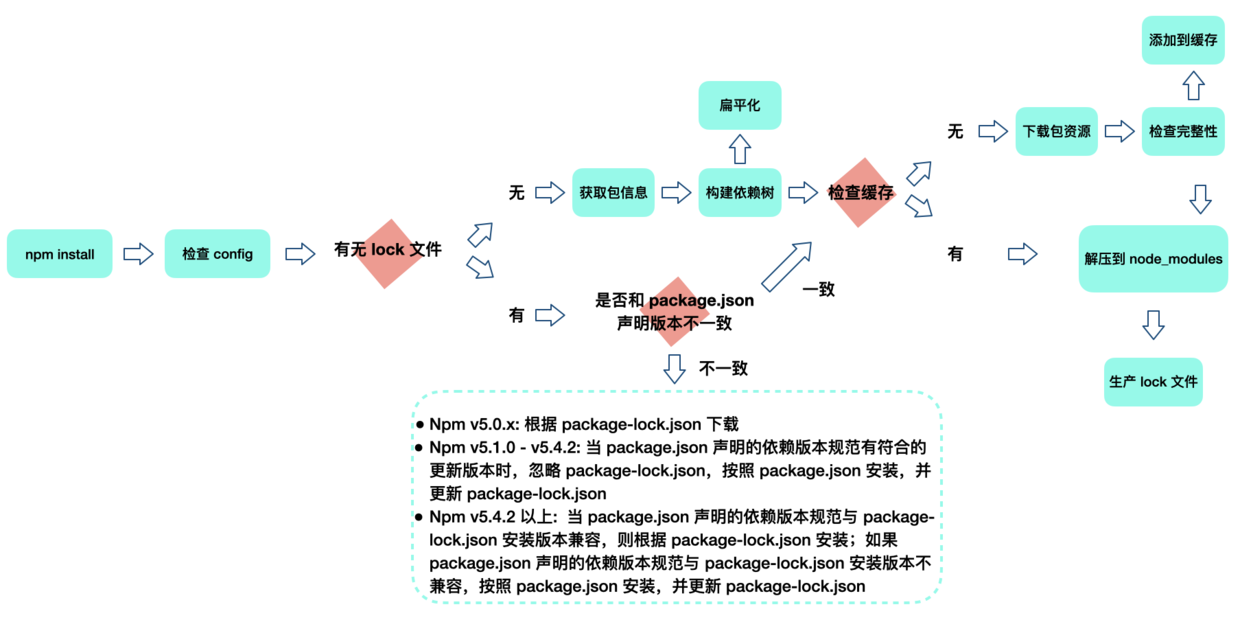 npm install
检查 config
有无 lock 文件
无
获取包信息
构建依赖树
扁平化
检查缓存
无
下载包资源
检查完整性
添加到缓存
有
解压到 node_modules
生产 lock 文件
有
是否和 package.json
声明版本不一致
一致
不一致
● Npm v5.0.x: 根据 package-lock.json 下载
● Npm v5.1.0 - v5.4.2: 当 package.json 声明的依赖版本规范有符合的
更新版本时，忽略 package-lock.json，按照 package.json 安装，并
更新 package-lock.json
● Npm v5.4.2 以上：当 package.json 声明的依赖版本规范与 package-
lock.json 安装版本兼容，则根据 package-lock.json 安装；如果
package.json 声明的依赖版本规范与 package-lock.json 安装版本不
兼容，按照 package.json 安装，并更新 package-lock.json